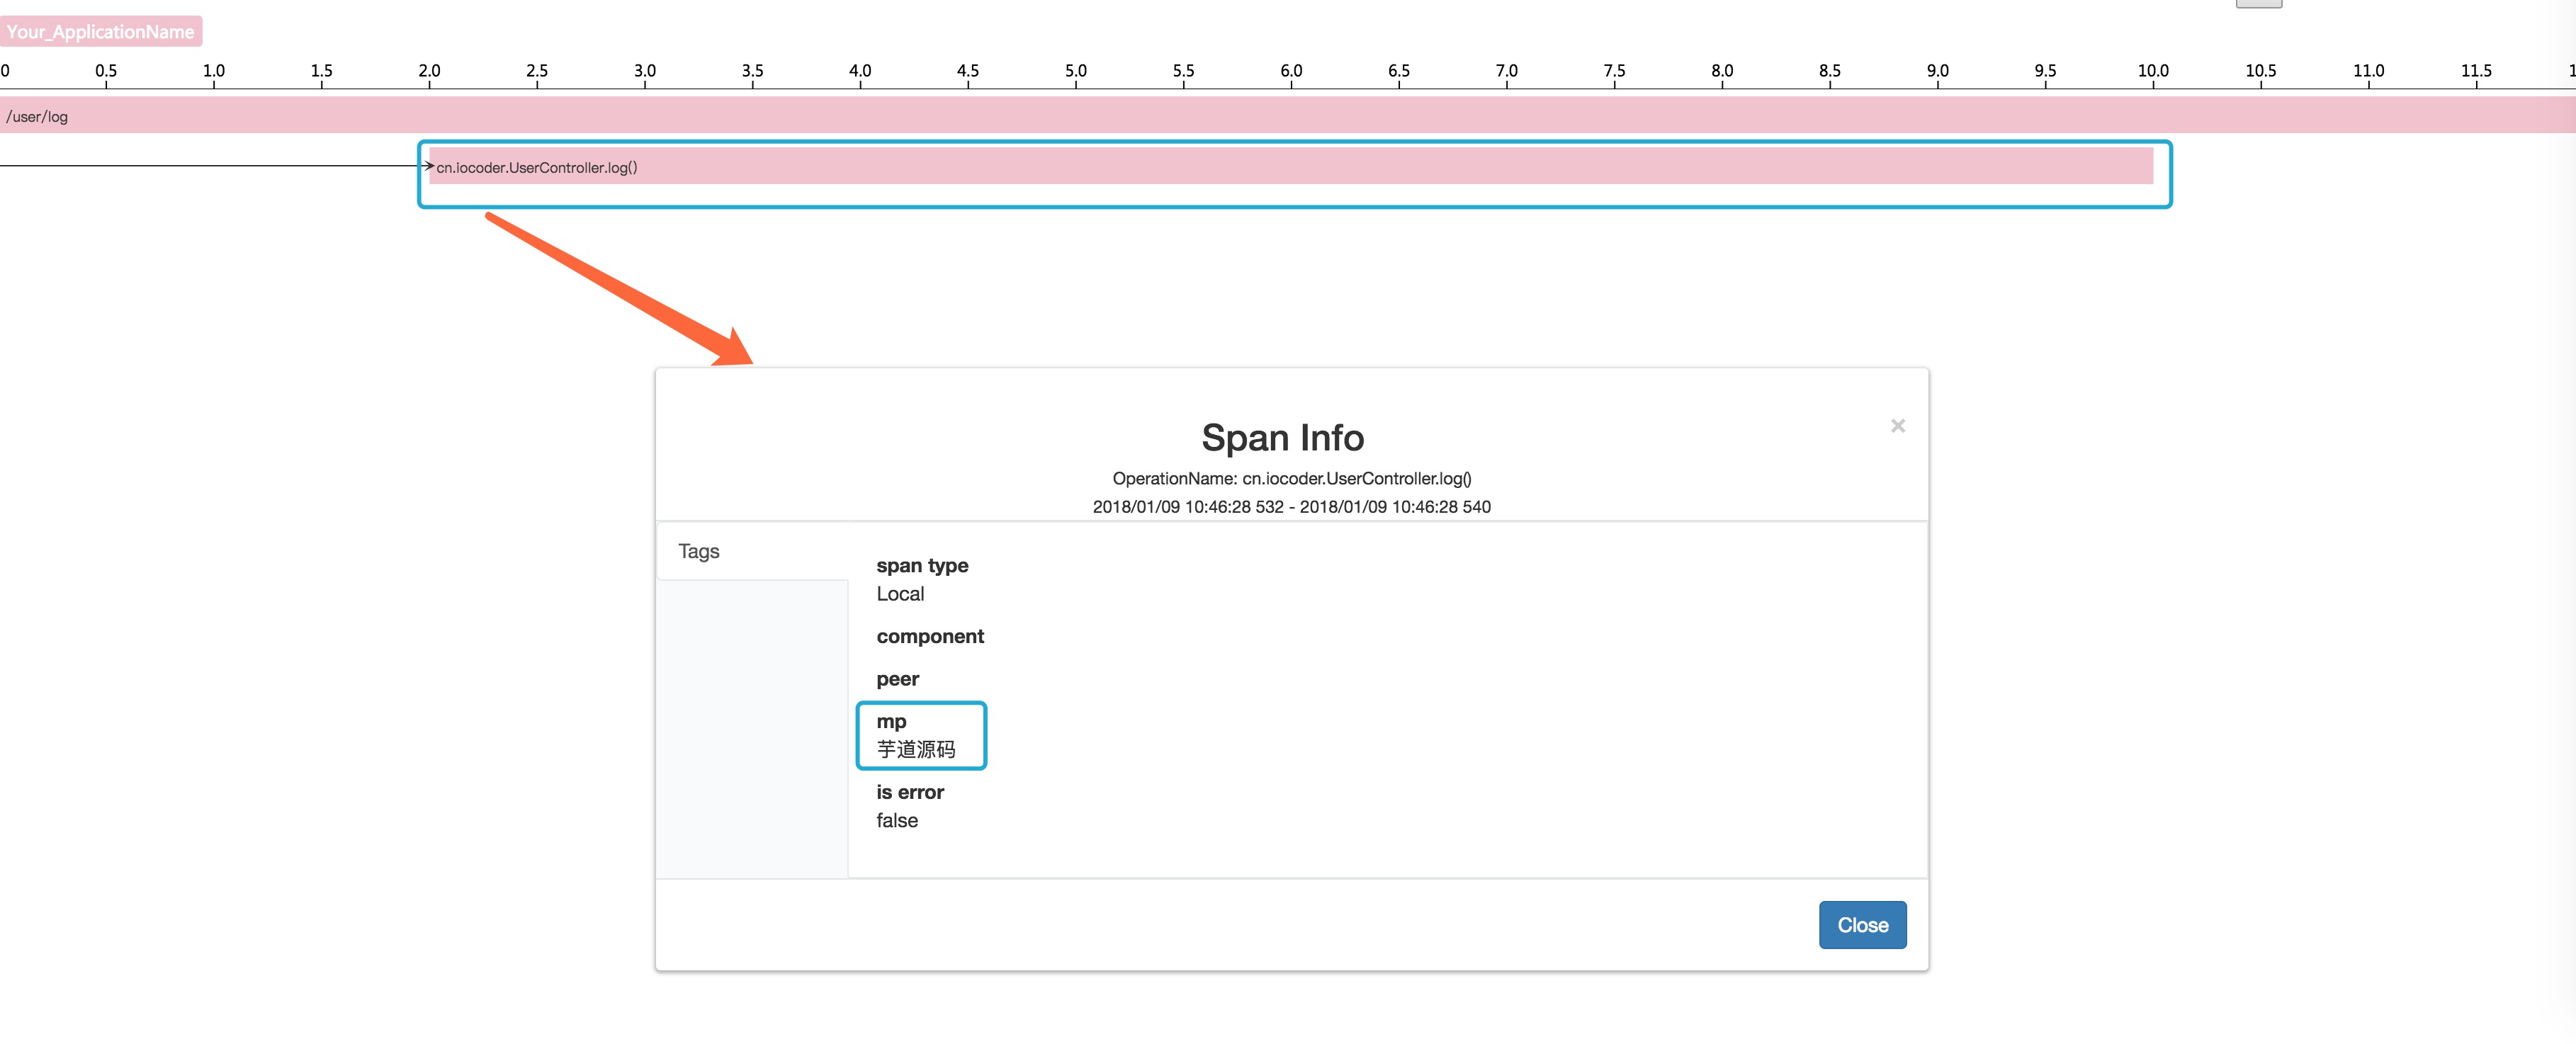 Your_ApplicationName
0 0.5 1.0 1.5 2.0 2.5 3.0 3.5 4.0 4.5 5.0 5.5 6.0 6.5 7.0 7.5 8.0 8.5 9.0 9.5 10.0 10.5 11.0 11.5
/user/log
cn.iocoder.UserController.log()
Span Info
×
OperationName: cn.iocoder.UserController.log()
2018/01/09 10:46:28 532 - 2018/01/09 10:46:28 540
Tags
span type
Local
component
peer
mp
芋道源码
is error
false
Close